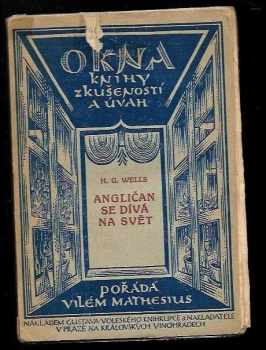 OKNA
KNIHY
ZKUŠENOSTÍ
A ÚVAH
H. G. WELLS
ANGLIČAN
SE DÍVÁ
NA SVĚT
POŘÁDÁ
VILÉM MATHESIUS
NÁKLADEM GUSTAVA VOLESKÉHO KNIHKUPCE A NAKLADATELE
V PRAZE NA KRÁLOVSKÝCH VINOHRADECH